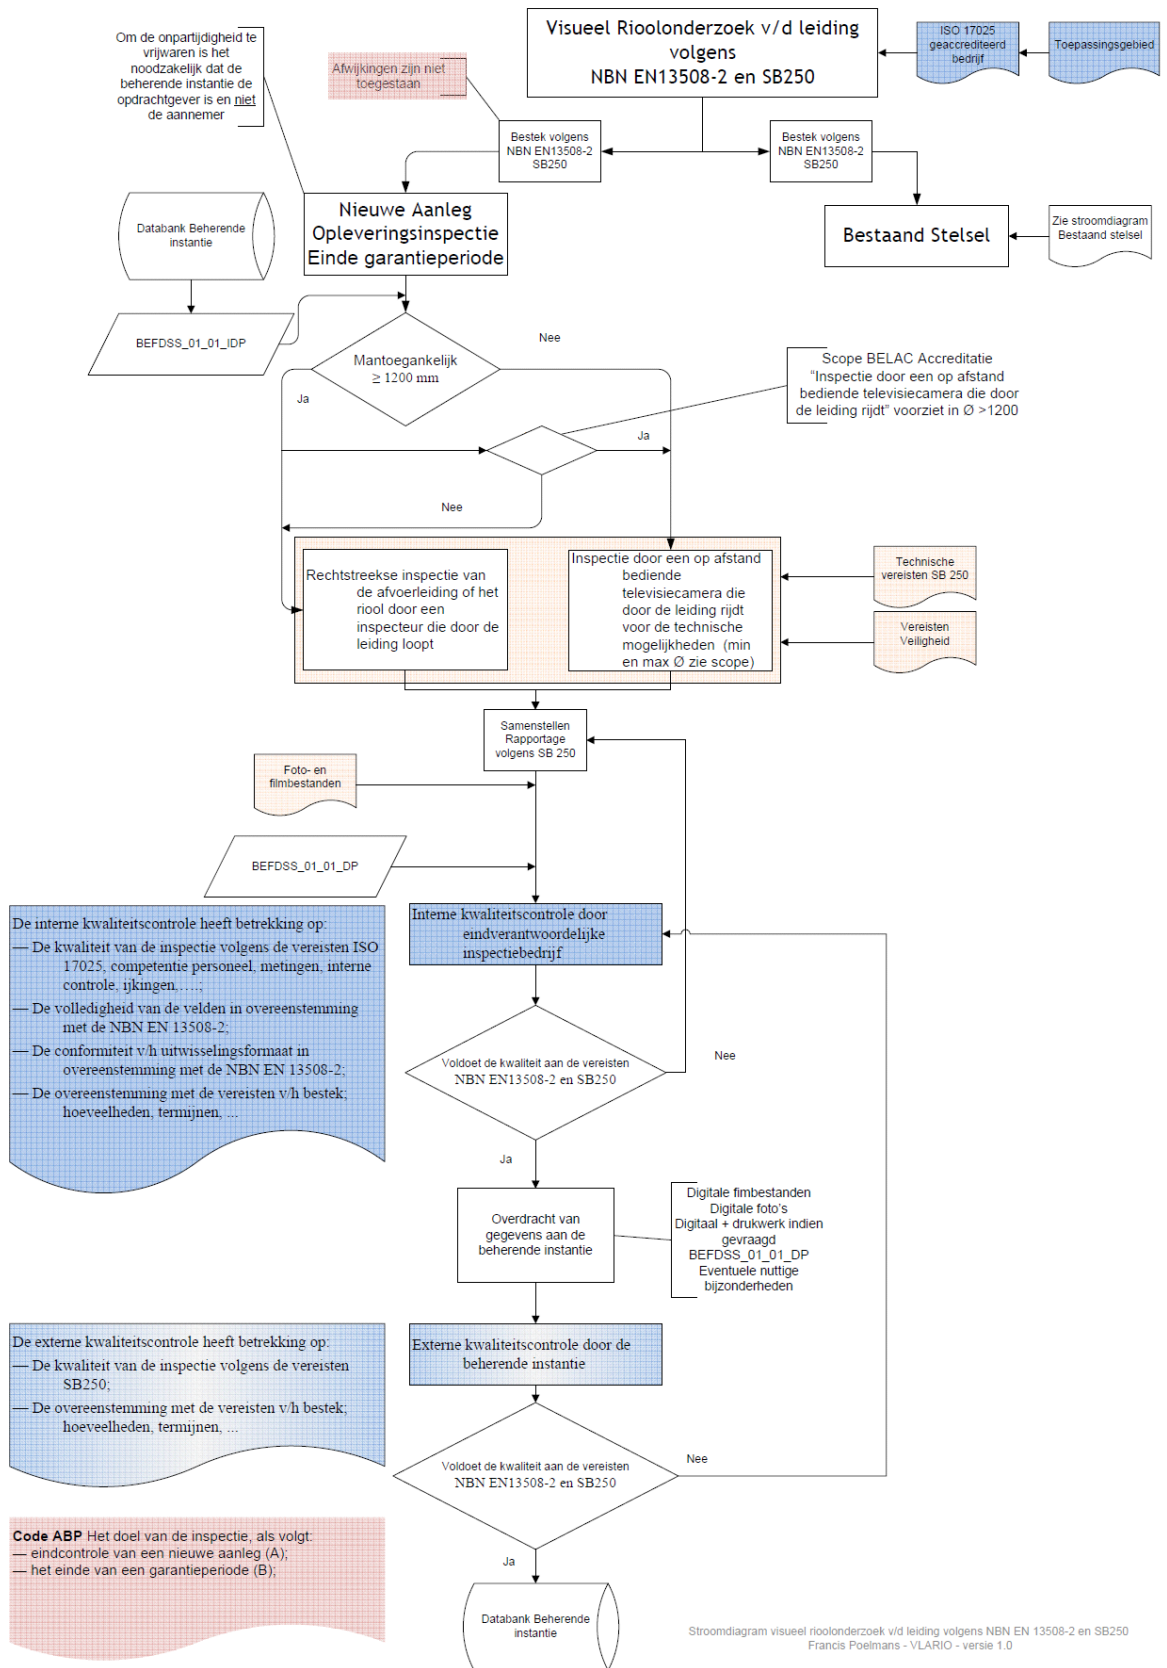 Visueel Rioolonderzoek v/d leiding
volgens
NBN EN13508-2 en SB250
ISO 17025
geaccrediteerd
bedrijf
Toepassingsgebied
Om de onpartijdigheid te
vrijwaren is het
noodzakelijk dat de
beherende instantie de
opdrachtgever is en niet
de aannemer
Afwijkingen zijn niet
toegestaan
Bestek volgens
NBN EN13508-2
SB250
Bestek volgens
NBN EN13508-2
SB250
Databank Beherende
instantie
Nieuwe Aanleg
Opleveringsinspectie
Einde garantieperiode
Bestaand Stelsel
Zie stroomdiagram
Bestaand stelsel
BEFDSS_01_01_IDP
Mantoegankelijk
≥ 1200 mm
Nee
Ja
Scope BELAC Accreditatie
“Inspectie door een op afstand
bediende televisiecamera die door
de leiding rijdt” voorziet in Ø >1200
Ja
Nee
Rechtstreekse inspectie van
de afvoerleiding of het
riool door een
inspecteur die door de
leiding loopt
Inspectie door een op afstand
bediende
televisiecamera die
door de leiding rijdt
voor de technische
mogelijkheden (min
en max Ø zie scope)
Technische
vereisten SB 250
Vereisten
Veiligheid
Samenstellen
Rapportage
volgens SB 250
Foto- en
filmbestanden
BEFDSS_01_01_DP
De interne kwaliteitscontrole heeft betrekking op:
— De kwaliteit van de inspectie volgens de vereisten ISO
17025, competentie personeel, metingen, interne
controle, ijkingen,….;
— De volledigheid van de velden in overeenstemming
met de NBN EN 13508-2;
— De conformiteit v/h uitwisselingsformaat in
overeenstemming met de NBN EN 13508-2;
— De overeenstemming met de vereisten v/h bestek;
hoeveelheden, termijnen, ...
Interne kwaliteitscontrole door
eindverantwoordelijke
inspectiebedrijf
Voldoet de kwaliteit aan de vereisten
NBN EN13508-2 en SB250
Nee
Ja
Overdracht van
gegevens aan de
beherende instantie
Digitale fimbestanden
Digitale foto's
Digitaal + drukwerk indien
gevraagd
BEFDSS_01_01_DP
Eventuele nuttige
bijzonderheden
De externe kwaliteitscontrole heeft betrekking op:
— De kwaliteit van de inspectie volgens de vereisten
SB250;
— De overeenstemming met de vereisten v/h bestek;
hoeveelheden, termijnen, ...
Externe kwaliteitscontrole door de
beherende instantie
Voldoet de kwaliteit aan de vereisten
NBN EN13508-2 en SB250
Nee
Ja
Code ABP Het doel van de inspectie, als volgt:
— eindcontrole van een nieuwe aanleg (A);
— het einde van een garantieperiode (B);
Databank Beherende
instantie
Stroomdiagram visueel rioolonderzoek v/d leiding volgens NBN EN 13508-2 en SB250
Francis Poelmans - VLARIO - versie 1.0